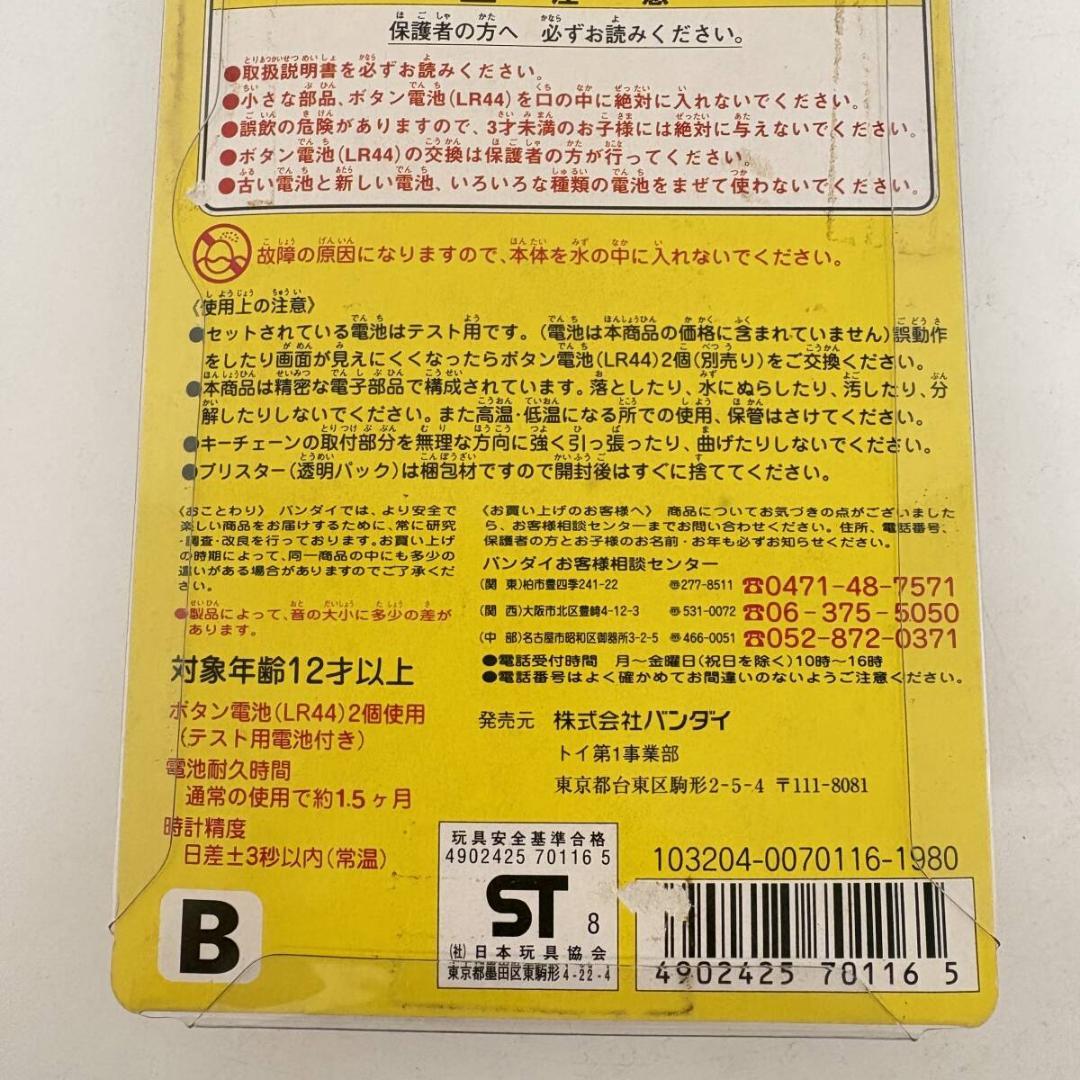 注意
保護者の方へ 必ずお読みください。
●取扱説明書を必ずお読みください。
●小さな部品、ボタン電池(LR44)を口の中に絶対に入れないでください。
●誤飲の危険がありますので、3才未満のお子様には絶対に与えないでください。
●ボタン電池(LR44)の交換は保護者の方が行ってください。
●古い電池と新しい電池、いろいろな種類の電池をまぜて使わないでください。
故障の原因になりますので、本体を水の中に入れないでください。
〈使用上の注意〉
●セットされている電池はテスト用です。(電池は本商品の価格に含まれていません)誤動作
をしたり画面が見えにくくなったらボタン電池(LR44)2個(別売り)をご交換ください。
●本商品は精密な電子部品で構成されています。落としたり、水にぬらしたり、汚したり、分
解したりしないでください。また高温・低温になる所での使用、保管はさけてください。
●キーチェーンの取付部分を無理な方向に強く引っ張ったり、曲げたりしないでください。
●ブリスター(透明パック)は梱包材ですので開封後はすぐに捨ててください。
〈おことわり〉 バンダイでは、より安全で
楽しい商品をお届けするために、常に研究
・調査・改良を行っております。お買い上げ
の時期によって、同一商品の中にも多少の
違いがある場合がありますのでご了承くだ
さい。
●製品によって、音の大小に多少の差が
あります。
対象年齢12才以上
ボタン電池(LR44)2個使用
(テスト用電池付き)
電池耐久時間
通常の使用で約1.5ヶ月
時計精度
日差±3秒以内(常温)
B
〈お買い上げのお客様へ〉 商品についてお気づきの点がございました
ら、お客様相談センターまでお問い合わせください。住所、電話番号、
保護者の方とお子様のお名前・お年も必ずお知らせください。
バンダイお客様相談センター
(関 東)柏市豊四季241-22 〠277-8511 ☎0471-48-7571
(関 西)大阪市北区豊崎4-12-3 〠531-0072 ☎06-375-5050
(中 部)名古屋市昭和区御器所3-2-5 〠466-0051 ☎052-872-0371
●電話受付時間 月〜金曜日(祝日を除く)10時〜16時
●電話番号はよく確かめてお間違いのないようご注意ください。
発売元 株式会社バンダイ
トイ第1事業部
東京都台東区駒形2-5-4 〒111-8081
玩具安全基準合格
4902425 70116 5
ST 8
(社)日本玩具協会
東京都墨田区東駒形4-22-4
103204-0070116-1980
4902425 70116 5